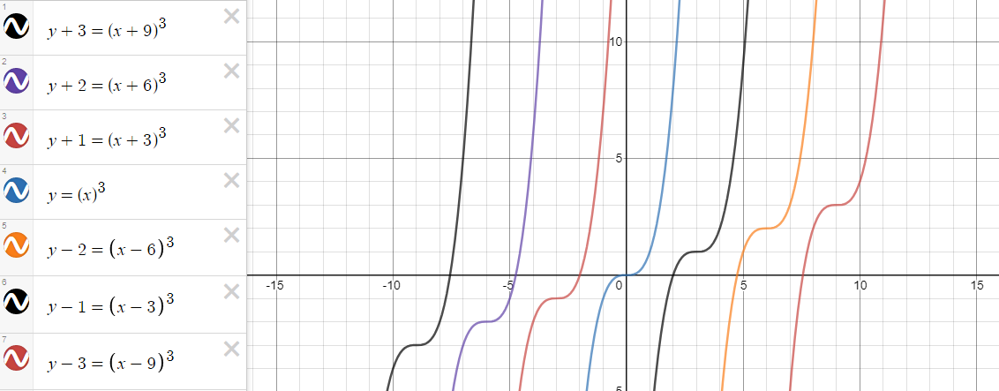 1
y + 3 = (x + 9)³
2
y + 2 = (x + 6)³
3
y + 1 = (x + 3)³
4
y = (x)³
5
y − 2 = (x − 6)³
6
y − 1 = (x − 3)³
7
y − 3 = (x − 9)³
10
5
-15 -10 -5 0 5 10 15